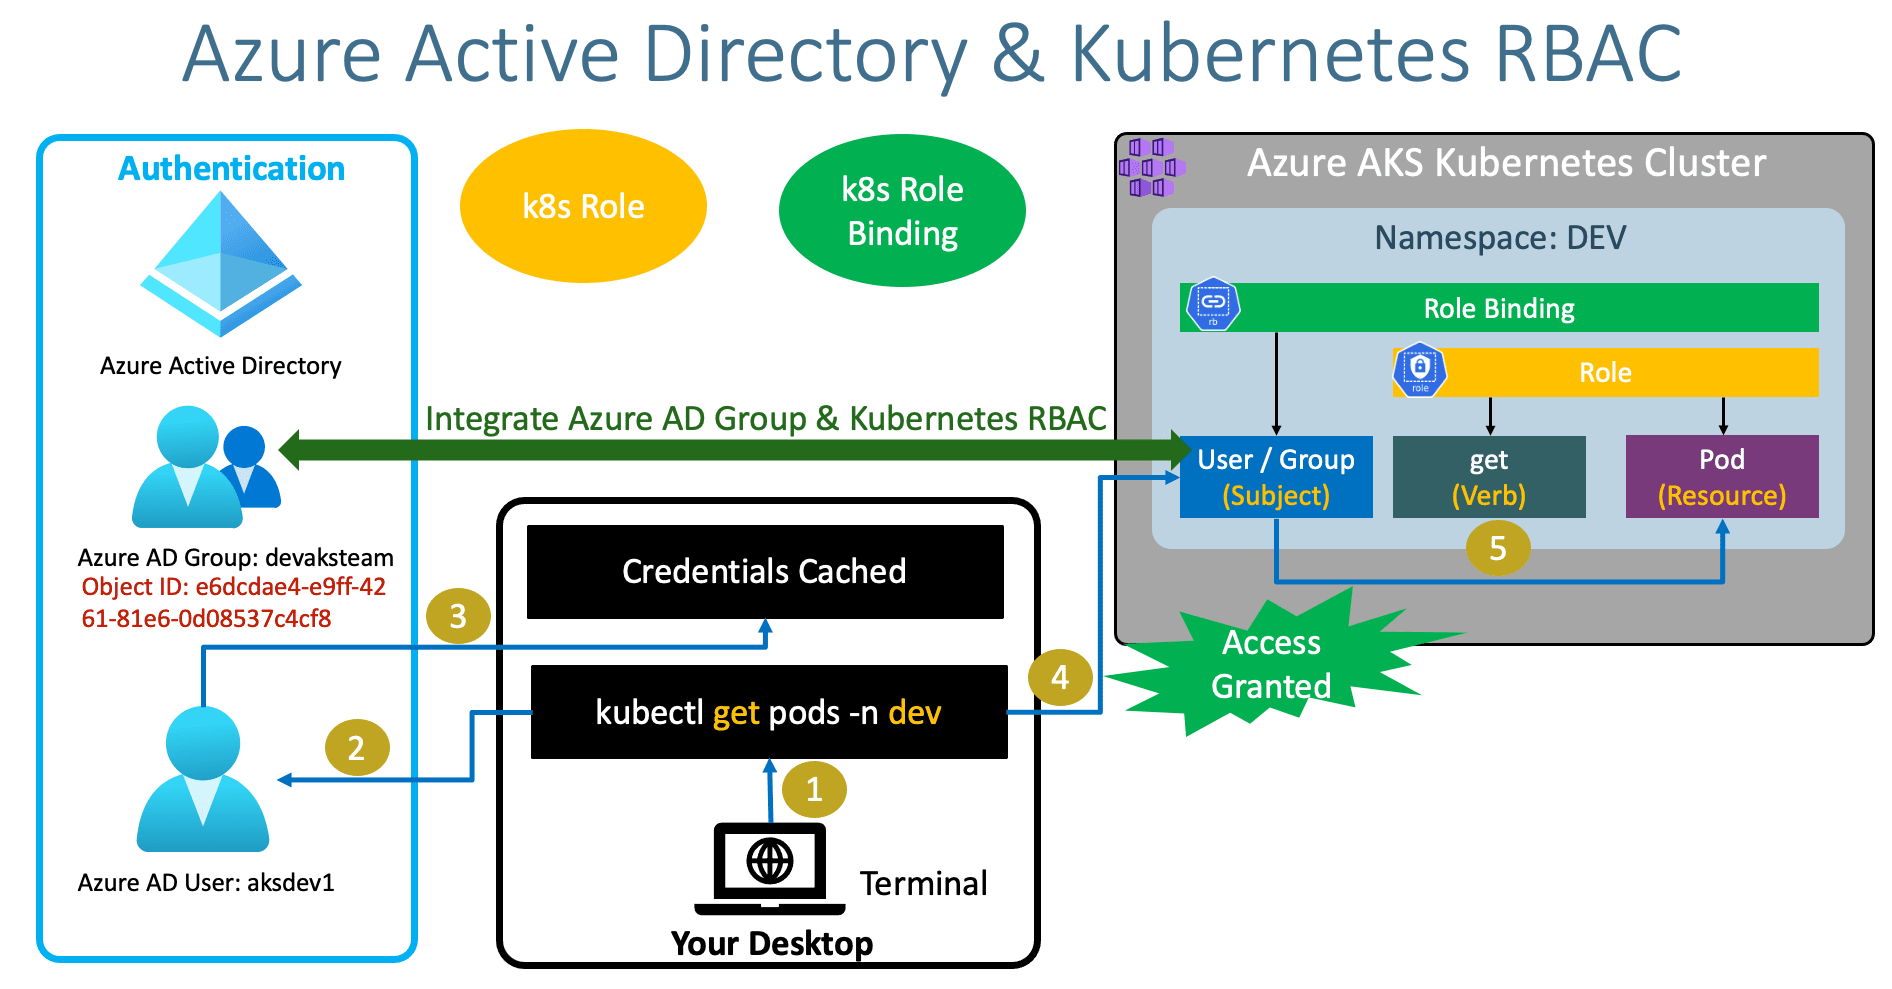 Azure Active Directory & Kubernetes RBAC
Authentication
Azure Active Directory
Azure AD Group: devaksteam
Object ID: e6dcdae4-e9ff-42
61-81e6-0d08537c4cf8
Azure AD User: aksdev1
k8s Role
k8s Role
Binding
Integrate Azure AD Group & Kubernetes RBAC
Credentials Cached
3
kubectl get pods -n dev
2
4
1
Terminal
Your Desktop
Azure AKS Kubernetes Cluster
Namespace: DEV
rb
Role Binding
role
Role
User / Group
(Subject)
get
(Verb)
Pod
(Resource)
5
Access
Granted